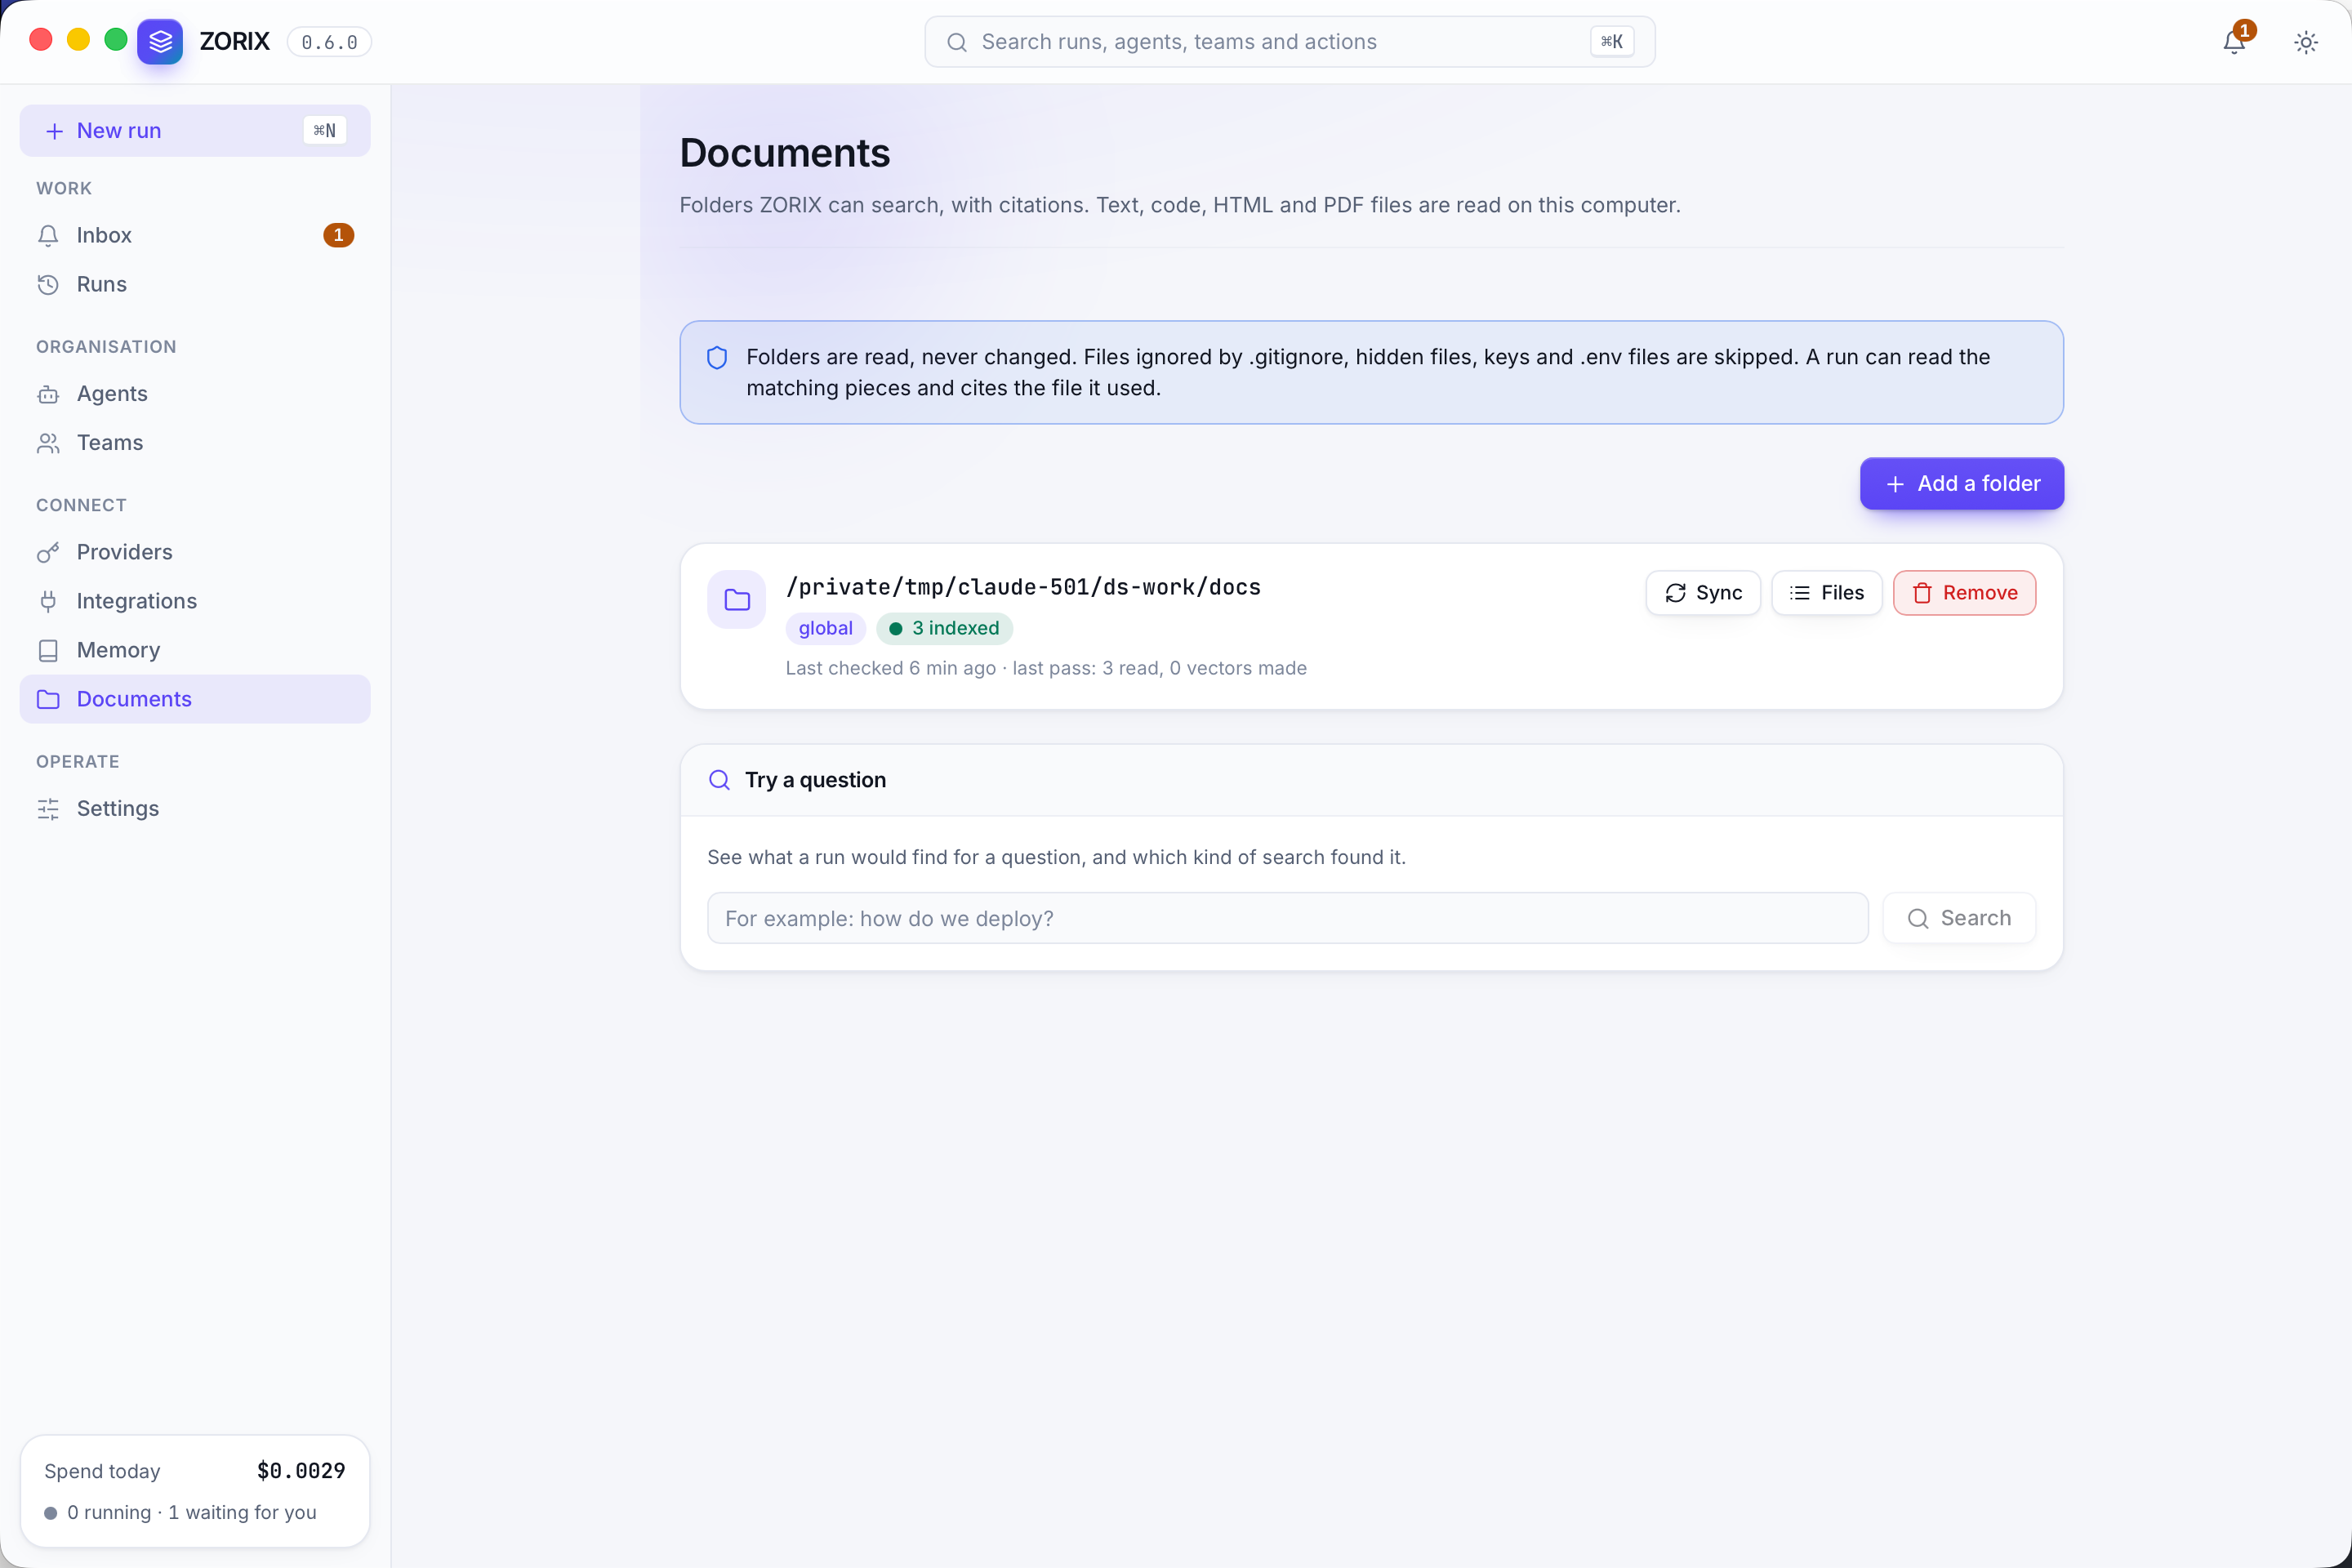 ZORIX 0.6.0
Search runs, agents, teams and actions ⌘K
1
New run ⌘N
WORK
Inbox 1
Runs
ORGANISATION
Agents
Teams
CONNECT
Providers
Integrations
Memory
Documents
OPERATE
Settings
Spend today $0.0029
0 running · 1 waiting for you
Documents
Folders ZORIX can search, with citations. Text, code, HTML and PDF files are read on this computer.
Folders are read, never changed. Files ignored by .gitignore, hidden files, keys and .env files are skipped. A run can read the
matching pieces and cites the file it used.
Add a folder
/private/tmp/claude-501/ds-work/docs
Sync Files Remove
global 3 indexed
Last checked 6 min ago · last pass: 3 read, 0 vectors made
Try a question
See what a run would find for a question, and which kind of search found it.
For example: how do we deploy? Search